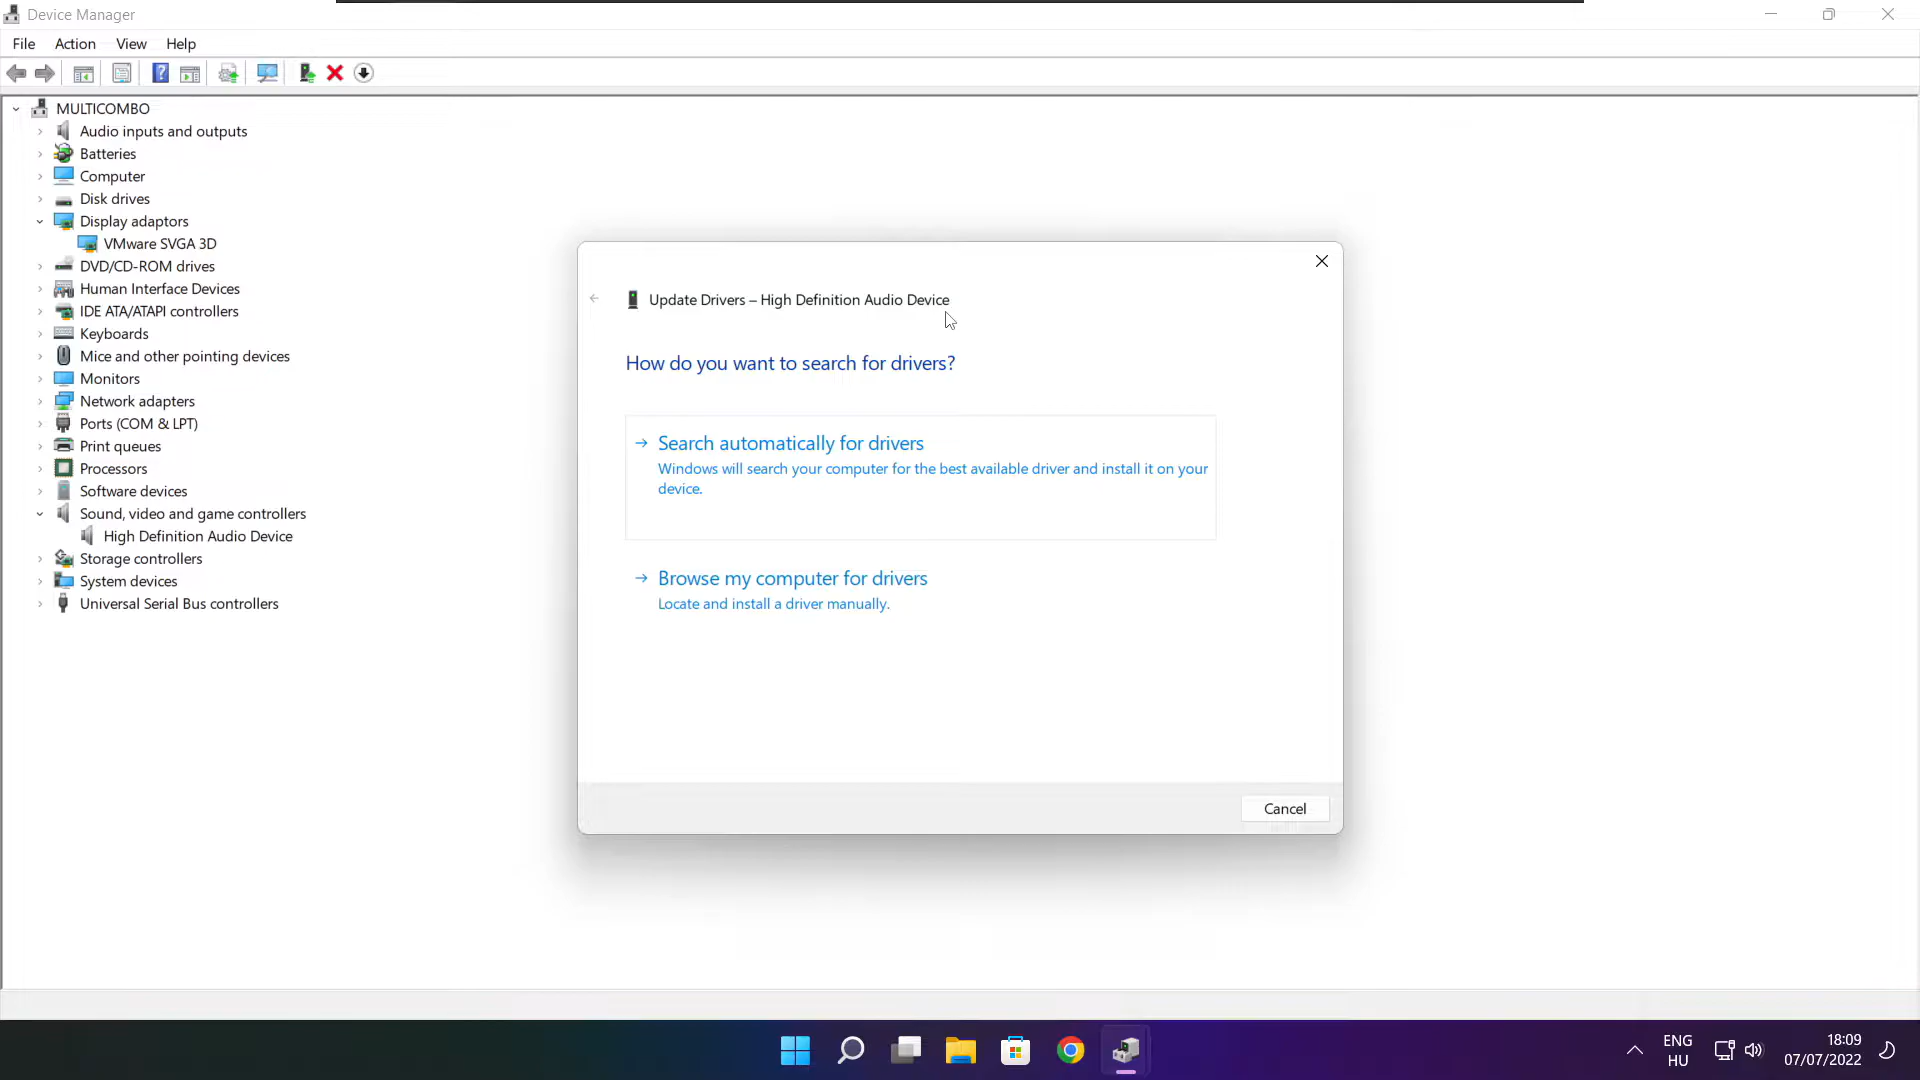 Device Manager
File Action View Help
MULTICOMBO
Audio inputs and outputs
Batteries
Computer
Disk drives
Display adaptors
VMware SVGA 3D
DVD/CD-ROM drives
Human Interface Devices
IDE ATA/ATAPI controllers
Keyboards
Mice and other pointing devices
Monitors
Network adapters
Ports (COM & LPT)
Print queues
Processors
Software devices
Sound, video and game controllers
High Definition Audio Device
Storage controllers
System devices
Universal Serial Bus controllers
Update Drivers – High Definition Audio Device
How do you want to search for drivers?
Search automatically for drivers
Windows will search your computer for the best available driver and install it on your
device.
Browse my computer for drivers
Locate and install a driver manually.
Cancel
ENG
HU
18:09
07/07/2022